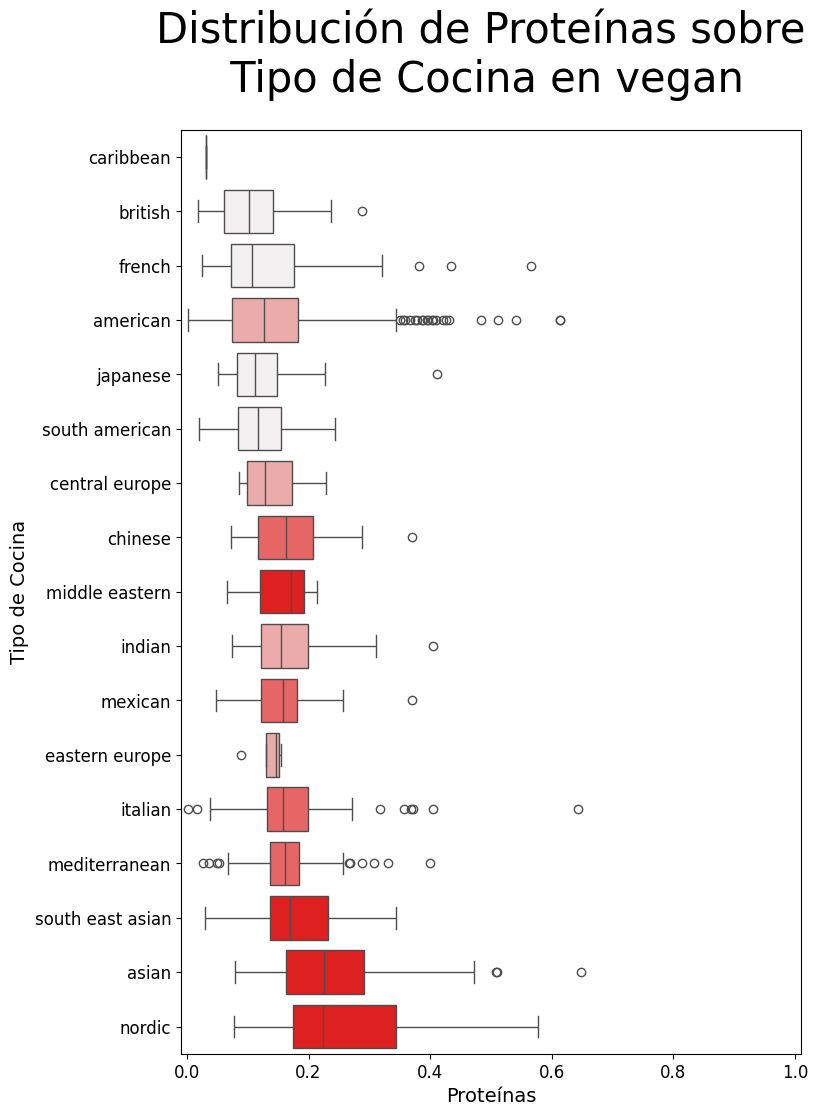 Distribución de Proteínas sobre
Tipo de Cocina en vegan
caribbean
british
french
american
japanese
south american
central europe
chinese
middle eastern
indian
mexican
eastern europe
italian
mediterranean
south east asian
asian
nordic
Tipo de Cocina
0.0 0.2 0.4 0.6 0.8 1.0
Proteínas